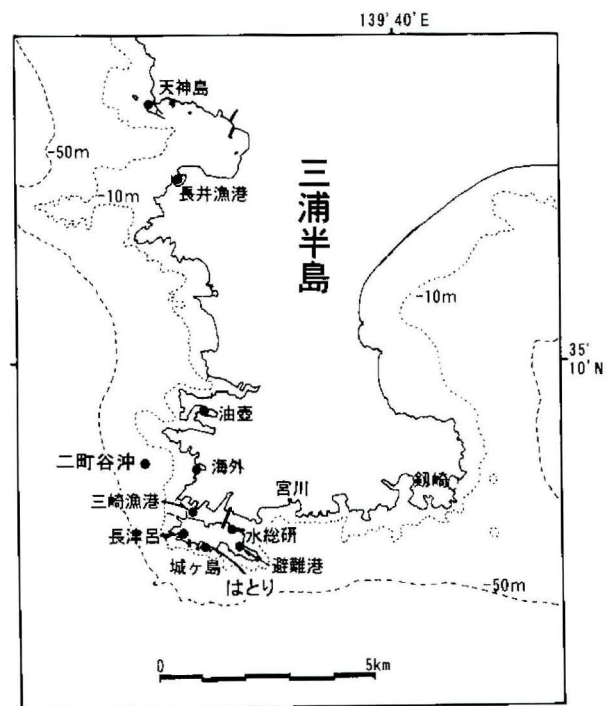 139°40'E
天神島
-50m
長井漁港
-10m
三浦半島
-10m
35°
10'N
油壺
二町谷沖
海外
宮川
剱崎
三崎漁港
長津呂
水総研
城ヶ島
避難港
はとり
-50m
0
5km